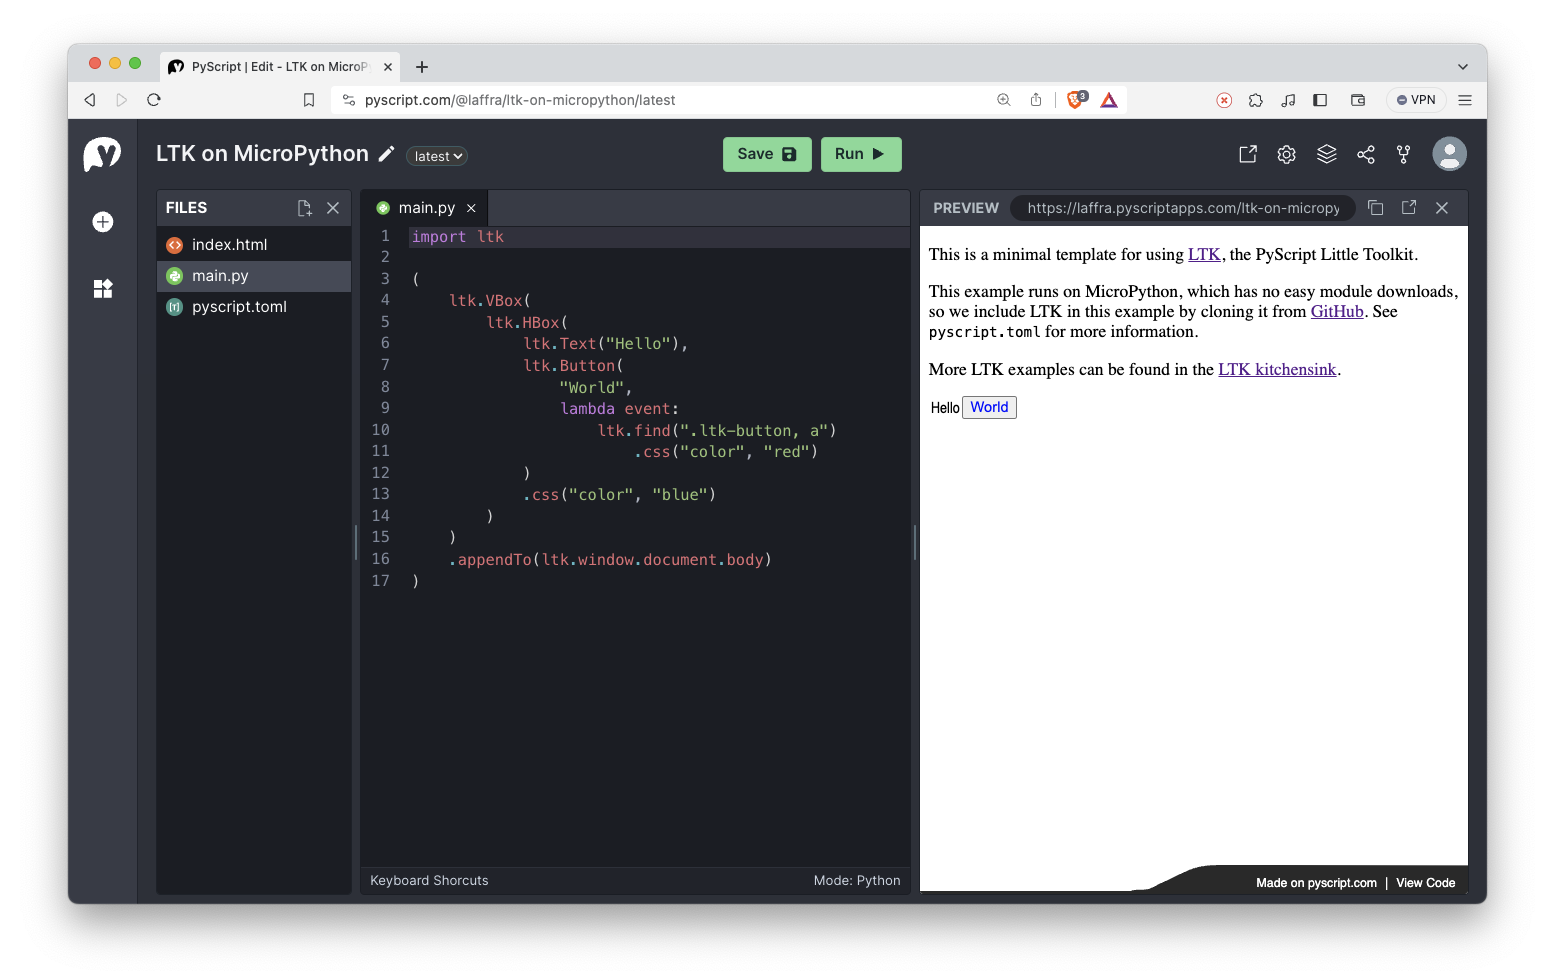 PyScript | Edit - LTK on MicroP
pyscript.com/@laffra/ltk-on-micropython/latest
3
VPN
LTK on MicroPython
latest
Save
Run
FILES
index.html
main.py
pyscript.toml
main.py
1 import ltk
2
3 (
4     ltk.VBox(
5         ltk.HBox(
6             ltk.Text("Hello"),
7             ltk.Button(
8                 "World",
9                 lambda event:
10                     ltk.find(".ltk-button, a")
11                         .css("color", "red")
12             )
13             .css("color", "blue")
14         )
15     )
16     .appendTo(ltk.window.document.body)
17 )
Keyboard Shorcuts
Mode: Python
PREVIEW
https://laffra.pyscriptapps.com/ltk-on-micropy
This is a minimal template for using LTK, the PyScript Little Toolkit.
This example runs on MicroPython, which has no easy module downloads,
so we include LTK in this example by cloning it from GitHub. See
pyscript.toml for more information.
More LTK examples can be found in the LTK kitchensink.
Hello World
Made on pyscript.com | View Code